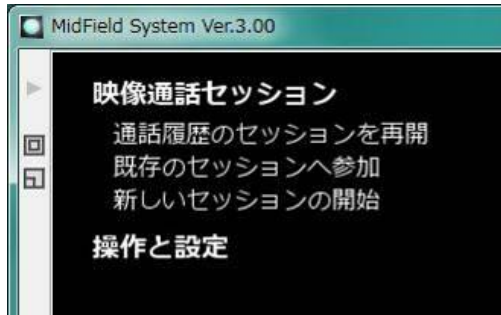 MidField System Ver.3.00
映像通話セッション
通話履歴のセッションを再開
既存のセッションへ参加
新しいセッションの開始
操作と設定